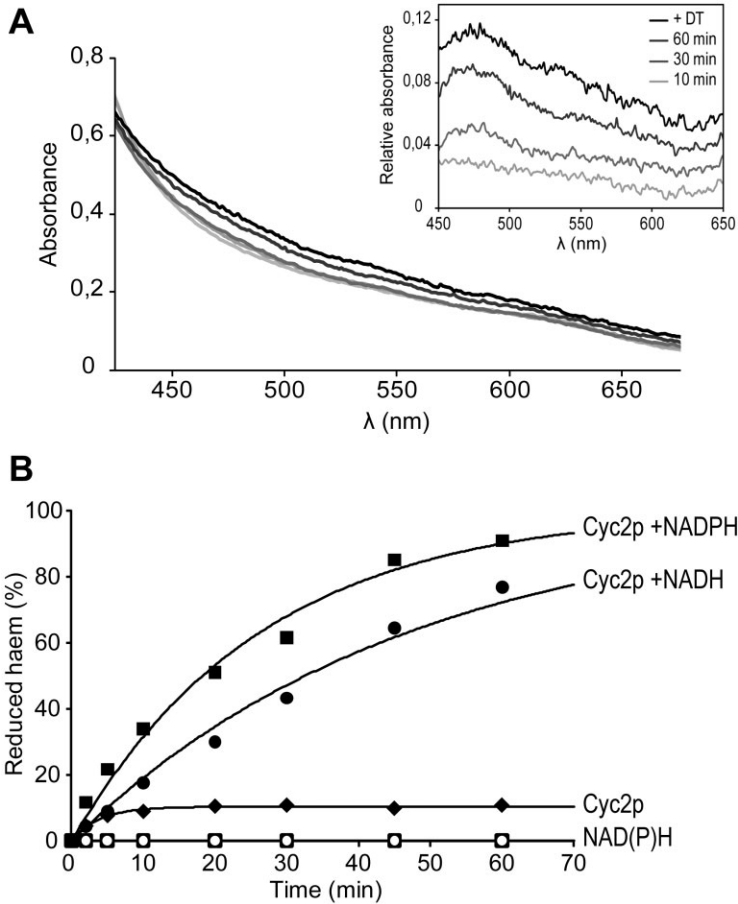 A
0,8
0,6
0,4
0,2
0
Absorbance
450
500
550
600
650
λ (nm)
0,12
0,08
0,04
0
Relative absorbance
+ DT
60 min
30 min
10 min
450
500
550
600
650
λ (nm)
B
100
80
60
40
20
0
Reduced haem (%)
Cyc2p +NADPH
Cyc2p +NADH
Cyc2p
NAD(P)H
0
10
20
30
40
50
60
70
Time (min)